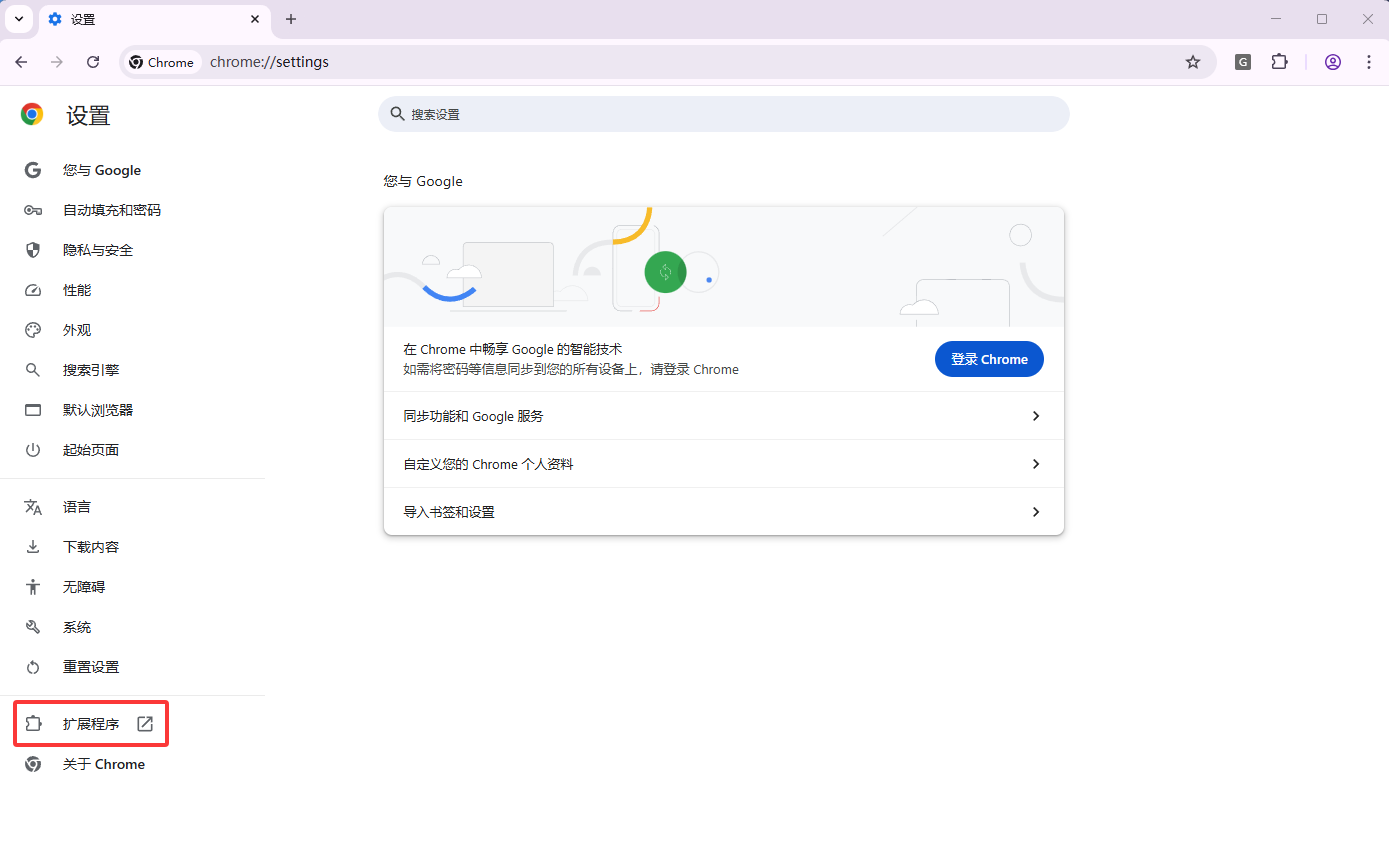 设置
Chrome
chrome://settings
G
设置
搜索设置
您与 Google
自动填充和密码
隐私与安全
性能
外观
搜索引擎
默认浏览器
起始页面
语言
下载内容
无障碍
系统
重置设置
扩展程序
关于 Chrome
您与 Google
在 Chrome 中畅享 Google 的智能技术
如需将密码等信息同步到您的所有设备上，请登录 Chrome
登录 Chrome
同步功能和 Google 服务
自定义您的 Chrome 个人资料
导入书签和设置